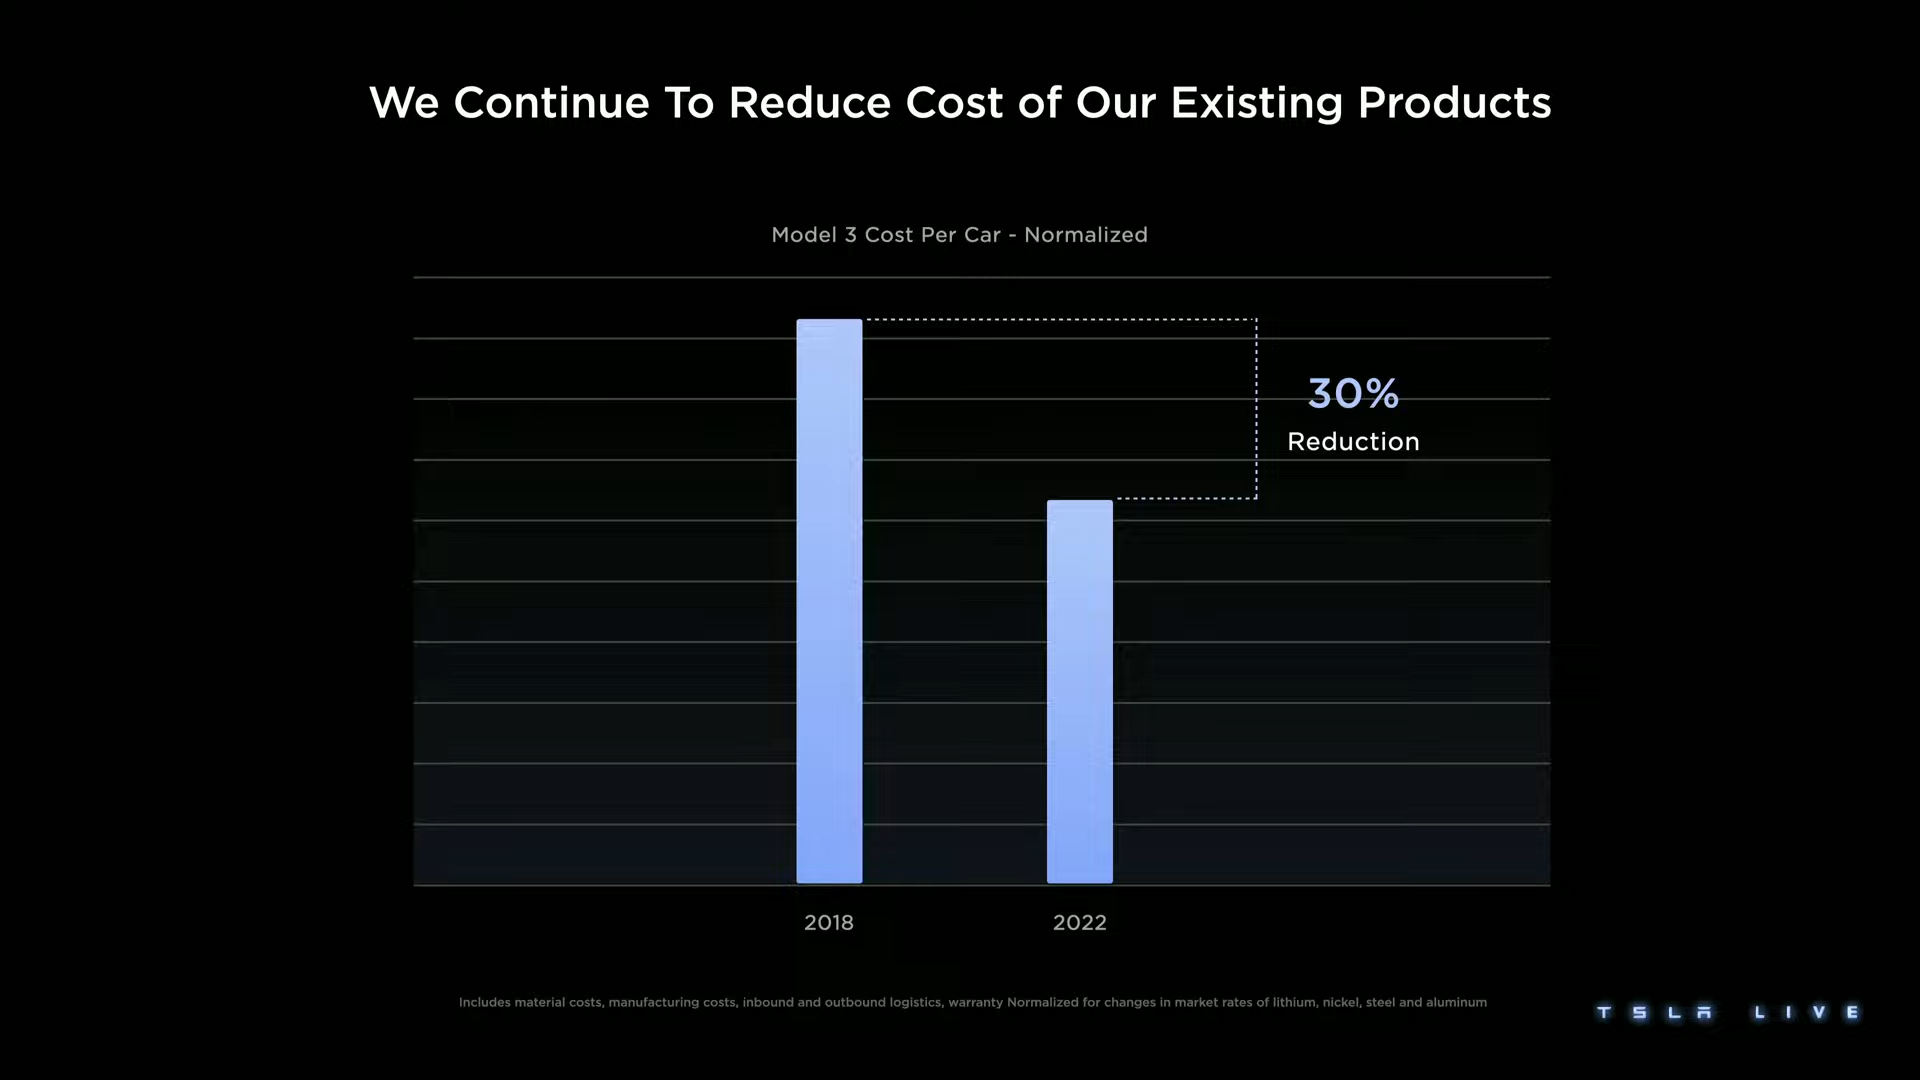 We Continue To Reduce Cost of Our Existing Products
Model 3 Cost Per Car - Normalized
30%
Reduction
2018
2022
Includes material costs, manufacturing costs, inbound and outbound logistics, warranty Normalized for changes in market rates of lithium, nickel, steel and aluminum
TSLA LIVE